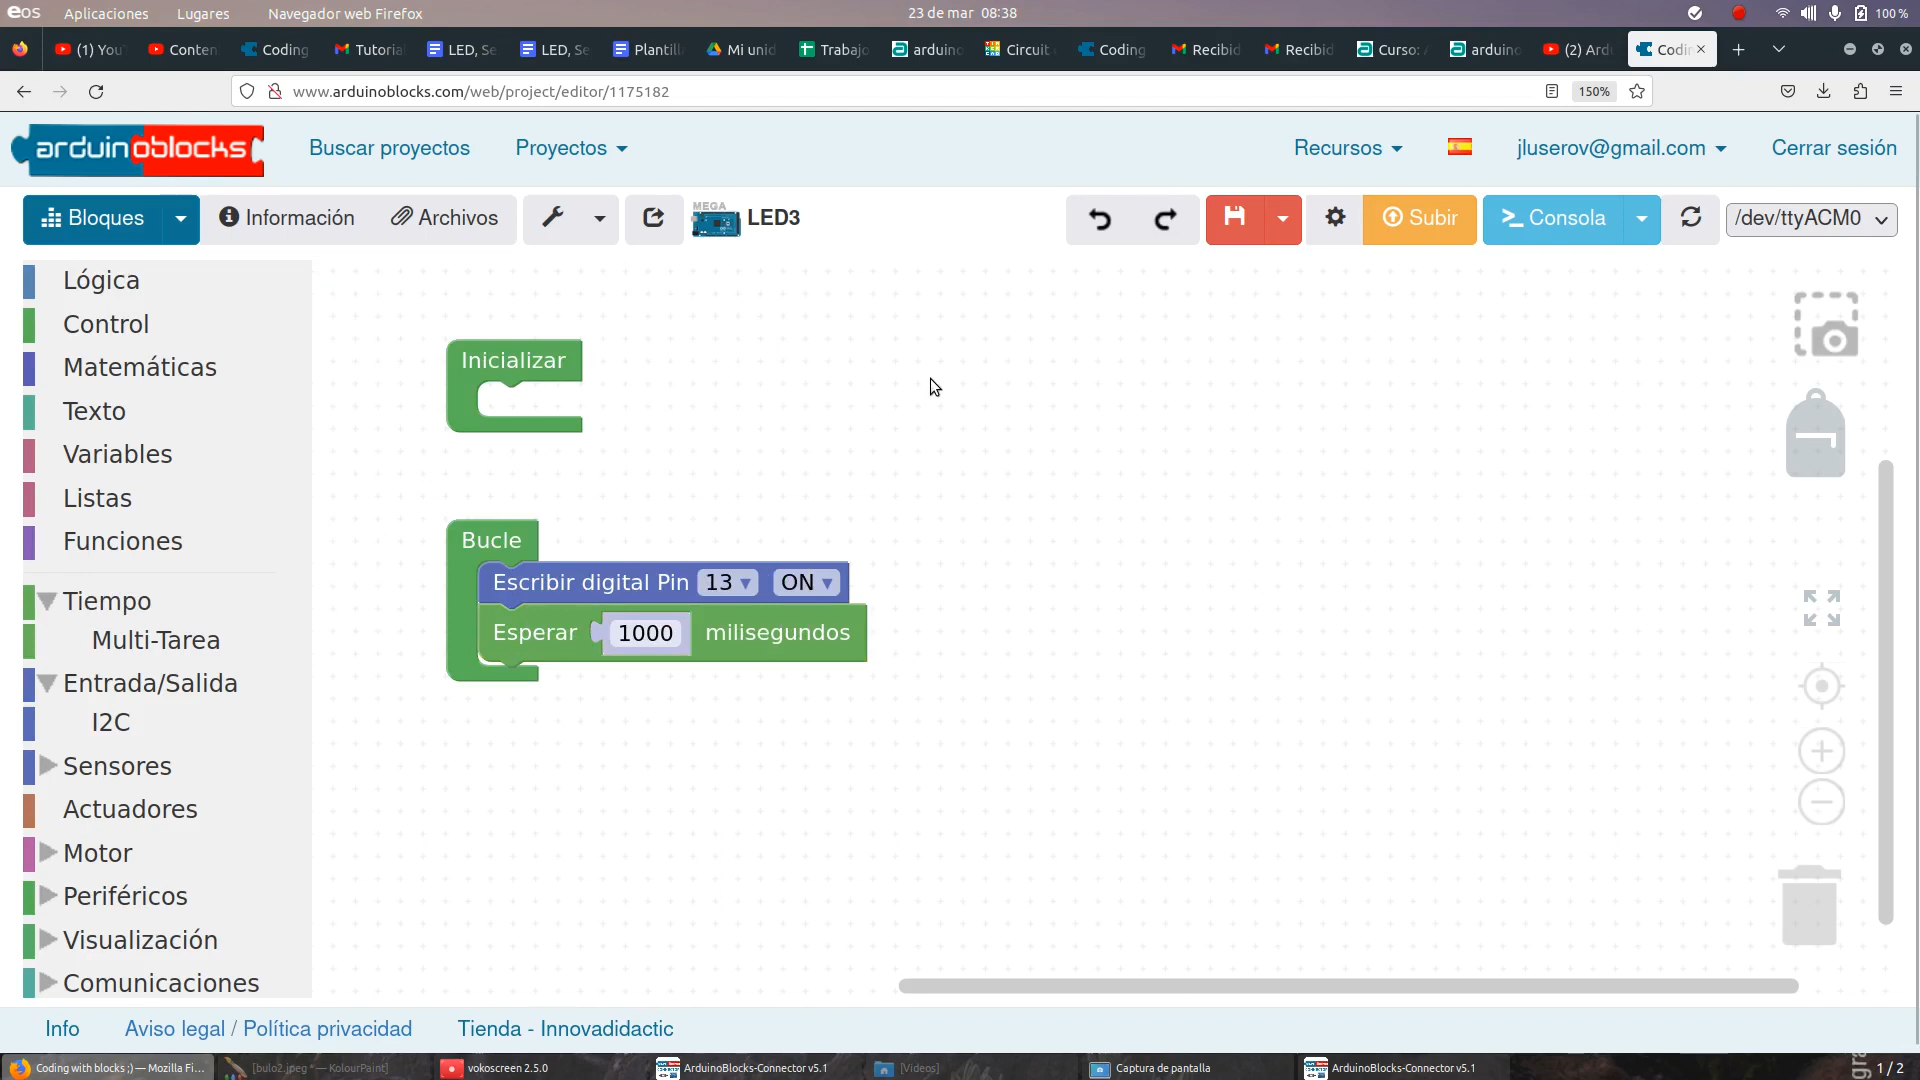 eos Aplicaciones Lugares Navegador web Firefox 23 de mar 08:38 100 %
(1) You Conten Coding Tutoria LED, Se LED, Se Plantill Mi unid Trabajo arduino Circuit Coding Recibid Recibid Curso: A arduino (2) Ard Codin
www.arduinoblocks.com/web/project/editor/1175182 150%
arduinoblocks Buscar proyectos Proyectos Recursos jluserov@gmail.com Cerrar sesión
Bloques Información Archivos MEGA LED3 Subir Consola /dev/ttyACM0
Lógica
Control
Matemáticas
Texto
Variables
Listas
Funciones
Tiempo
Multi-Tarea
Entrada/Salida
I2C
Sensores
Actuadores
Motor
Periféricos
Visualización
Comunicaciones
Inicializar
Bucle
Escribir digital Pin 13 ON
Esperar 1000 milisegundos
Info Aviso legal / Política privacidad Tienda - Innovadidactic
Coding with blocks ;) — Mozilla Fi... [bulo2.jpeg * — KolourPaint] vokoscreen 2.5.0 ArduinoBlocks-Connector v5.1 [Vídeos] Captura de pantalla ArduinoBlocks-Connector v5.1 1 / 2